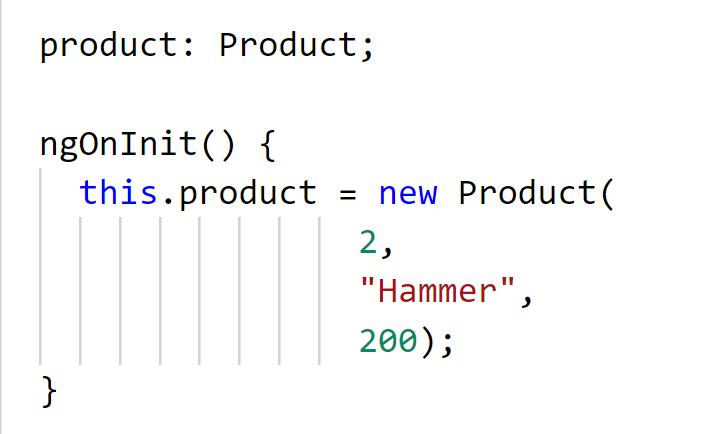 product: Product;
ngOnInit() {
this.product = new Product(
2,
"Hammer",
200);
}